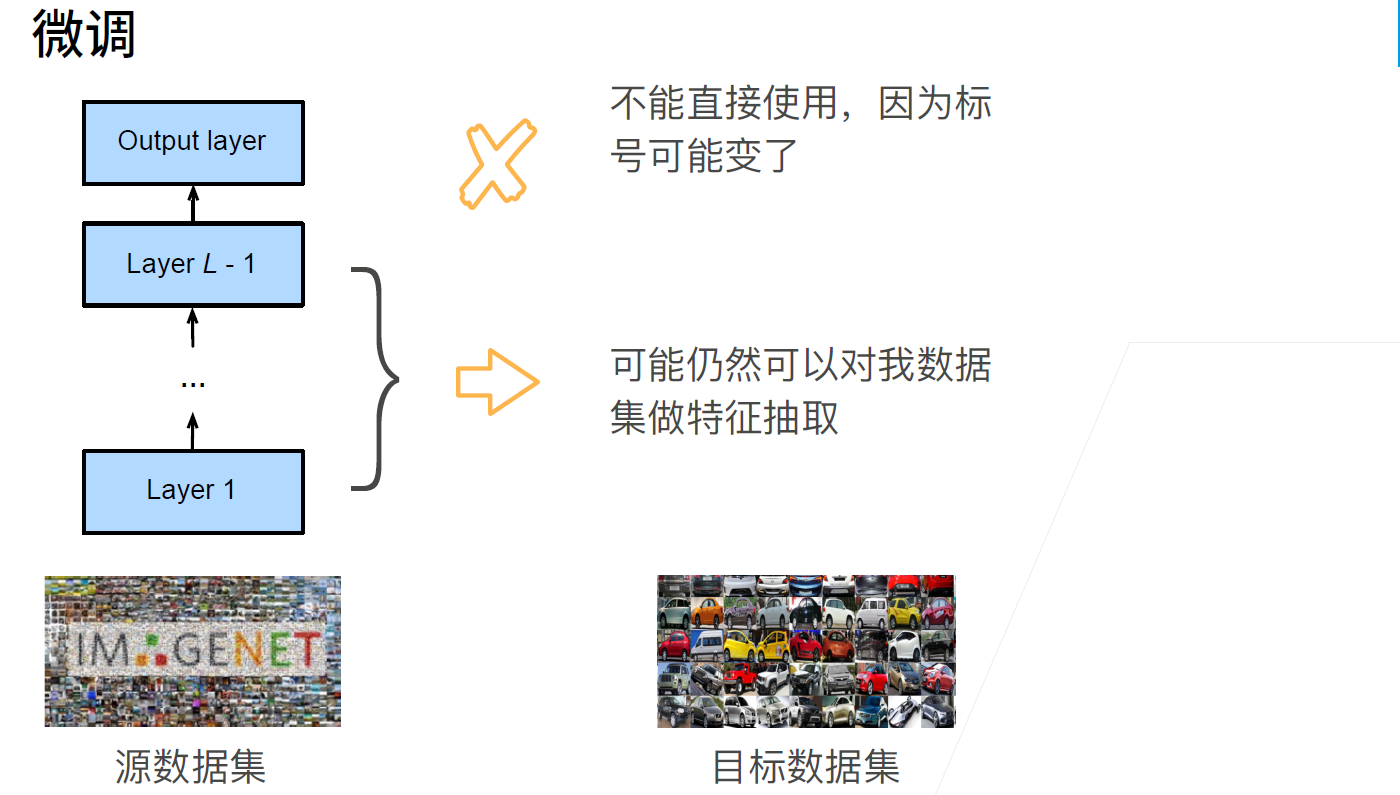 微调
Output layer
不能直接使用，因为标
号可能变了
Layer L - 1
...
可能仍然可以对我数据
集做特征抽取
Layer 1
IMAGENET
源数据集
目标数据集